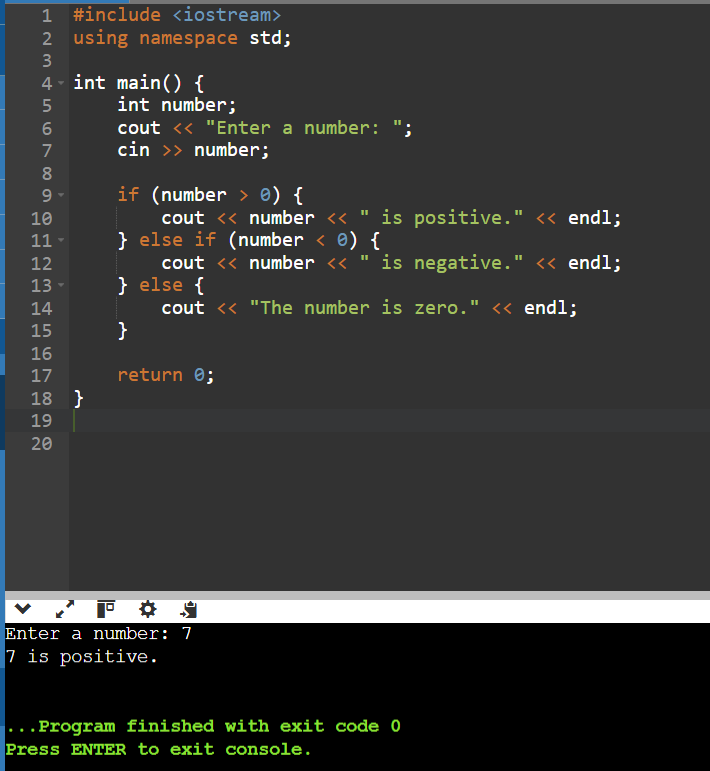 1 #include <iostream>
2 using namespace std;
3
4 int main() {
5     int number;
6     cout << "Enter a number: ";
7     cin >> number;
8
9     if (number > 0) {
10         cout << number << " is positive." << endl;
11     } else if (number < 0) {
12         cout << number << " is negative." << endl;
13     } else {
14         cout << "The number is zero." << endl;
15     }
16
17     return 0;
18 }
19
20
Enter a number: 7
7 is positive.
...Program finished with exit code 0
Press ENTER to exit console.